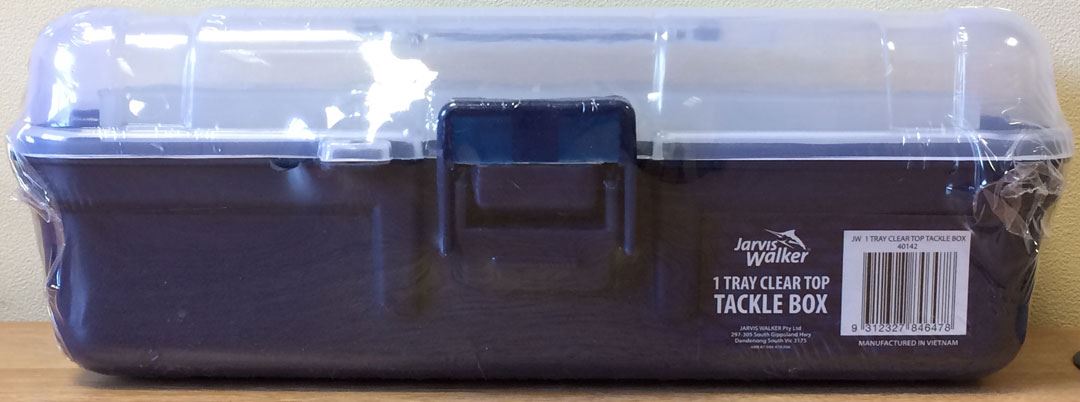 Jarvis
Walker
1 TRAY CLEAR TOP
TACKLE BOX
JARVIS WALKER Pty Ltd
297-305 South Gippsland Hwy
Dandenong South Vic 3175
JW 1 TRAY CLEAR TOP TACKLE BOX
40142
9 312327 846478
MANUFACTURED IN VIETNAM